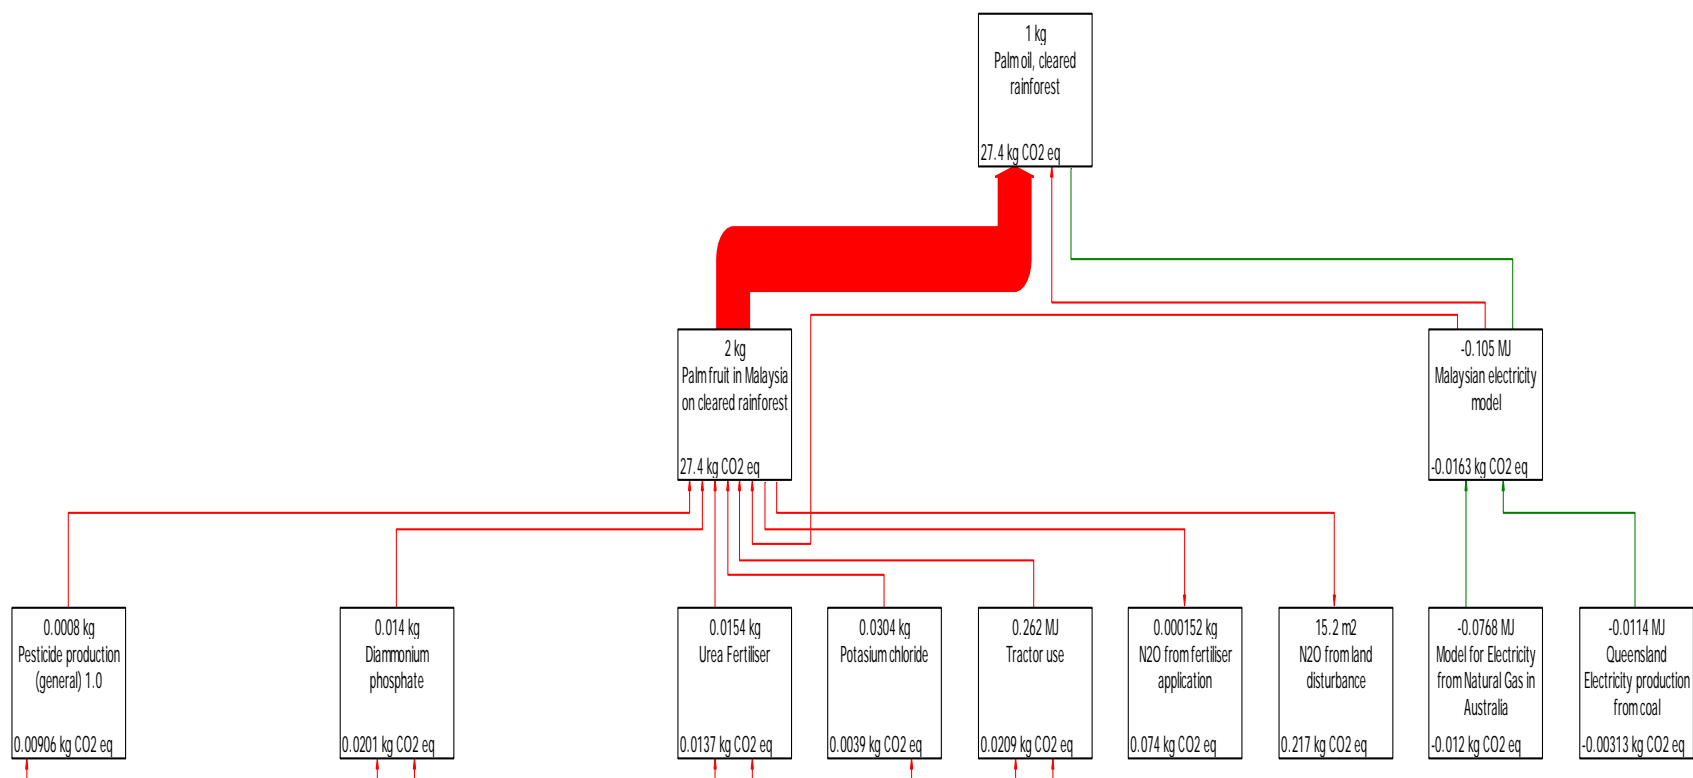 1 kg
Palm oil, cleared
rainforest
27.4 kg CO2 eq
2 kg
Palm fruit in Malaysia
on cleared rainforest
27.4 kg CO2 eq
-0.105 MJ
Malaysian electricity
model
-0.0163 kg CO2 eq
0.0008 kg
Pesticide production
(general) 1.0
0.00906 kg CO2 eq
0.014 kg
Diammonium
phosphate
0.0201 kg CO2 eq
0.0154 kg
Urea Fertiliser
0.0137 kg CO2 eq
0.0304 kg
Potasium chloride
0.0039 kg CO2 eq
0.262 MJ
Tractor use
0.0209 kg CO2 eq
0.000152 kg
N2O from fertiliser
application
0.074 kg CO2 eq
15.2 m2
N2O from land
disturbance
0.217 kg CO2 eq
-0.0768 MJ
Model for Electricity
from Natural Gas in
Australia
-0.012 kg CO2 eq
-0.0114 MJ
Queensland
Electricity production
from coal
-0.00313 kg CO2 eq